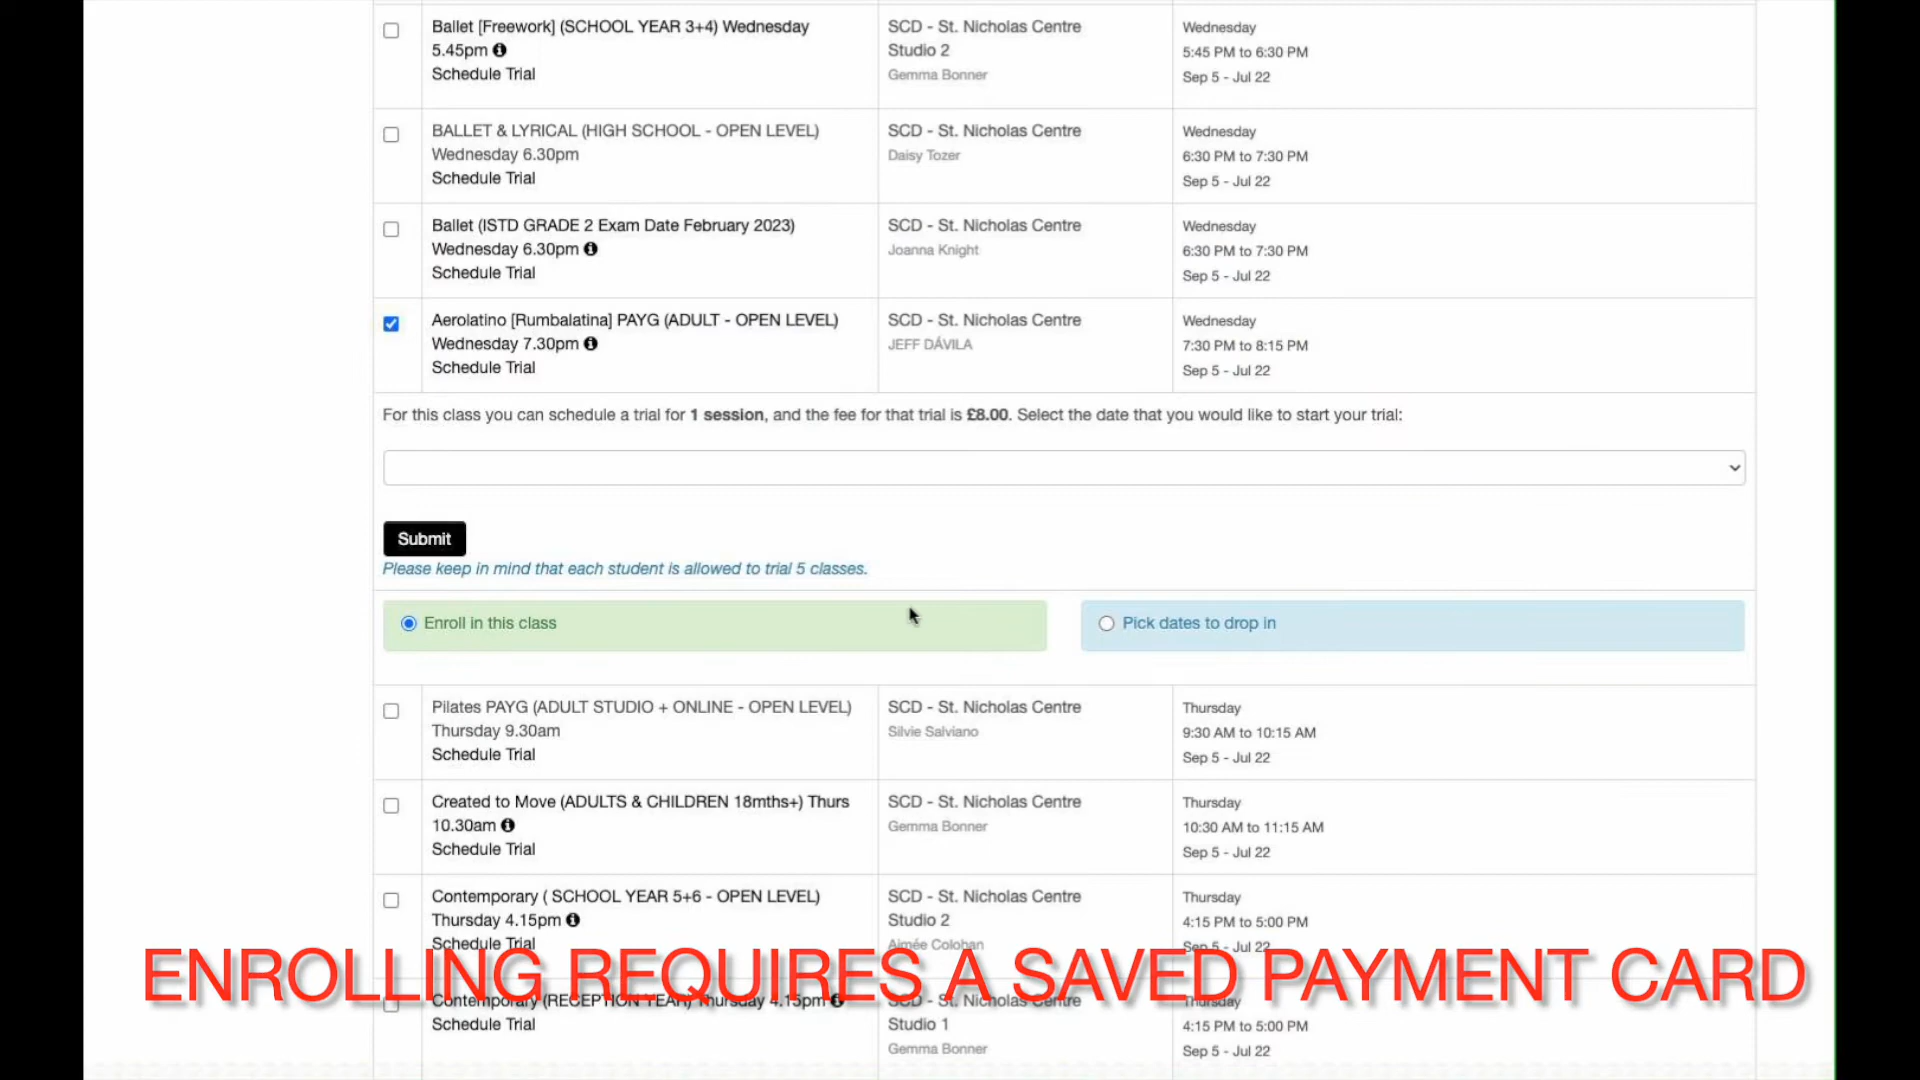 Ballet [Freework] (SCHOOL YEAR 3+4) Wednesday
5.45pm
Schedule Trial
SCD - St. Nicholas Centre
Studio 2
Gemma Bonner
Wednesday
5:45 PM to 6:30 PM
Sep 5 - Jul 22
BALLET & LYRICAL (HIGH SCHOOL - OPEN LEVEL)
Wednesday 6.30pm
Schedule Trial
SCD - St. Nicholas Centre
Daisy Tozer
Wednesday
6:30 PM to 7:30 PM
Sep 5 - Jul 22
Ballet (ISTD GRADE 2 Exam Date February 2023)
Wednesday 6.30pm
Schedule Trial
SCD - St. Nicholas Centre
Joanna Knight
Wednesday
6:30 PM to 7:30 PM
Sep 5 - Jul 22
Aerolatino [Rumbalatina] PAYG (ADULT - OPEN LEVEL)
Wednesday 7.30pm
Schedule Trial
SCD - St. Nicholas Centre
JEFF DÁVILA
Wednesday
7:30 PM to 8:15 PM
Sep 5 - Jul 22
For this class you can schedule a trial for 1 session, and the fee for that trial is £8.00. Select the date that you would like to start your trial:
Submit
Please keep in mind that each student is allowed to trial 5 classes.
Enroll in this class
Pick dates to drop in
Pilates PAYG (ADULT STUDIO + ONLINE - OPEN LEVEL)
Thursday 9.30am
Schedule Trial
SCD - St. Nicholas Centre
Silvie Salviano
Thursday
9:30 AM to 10:15 AM
Sep 5 - Jul 22
Created to Move (ADULTS & CHILDREN 18mths+) Thurs
10.30am
Schedule Trial
SCD - St. Nicholas Centre
Gemma Bonner
Thursday
10:30 AM to 11:15 AM
Sep 5 - Jul 22
Contemporary ( SCHOOL YEAR 5+6 - OPEN LEVEL)
Thursday 4.15pm
Schedule Trial
SCD - St. Nicholas Centre
Studio 2
Aimée Colohan
Thursday
4:15 PM to 5:00 PM
Sep 5 - Jul 22
ENROLLING REQUIRES A SAVED PAYMENT CARD
Contemporary (RECEPTION YEAR) Thursday 4.15pm
Schedule Trial
SCD - St. Nicholas Centre
Studio 1
Gemma Bonner
Thursday
4:15 PM to 5:00 PM
Sep 5 - Jul 22